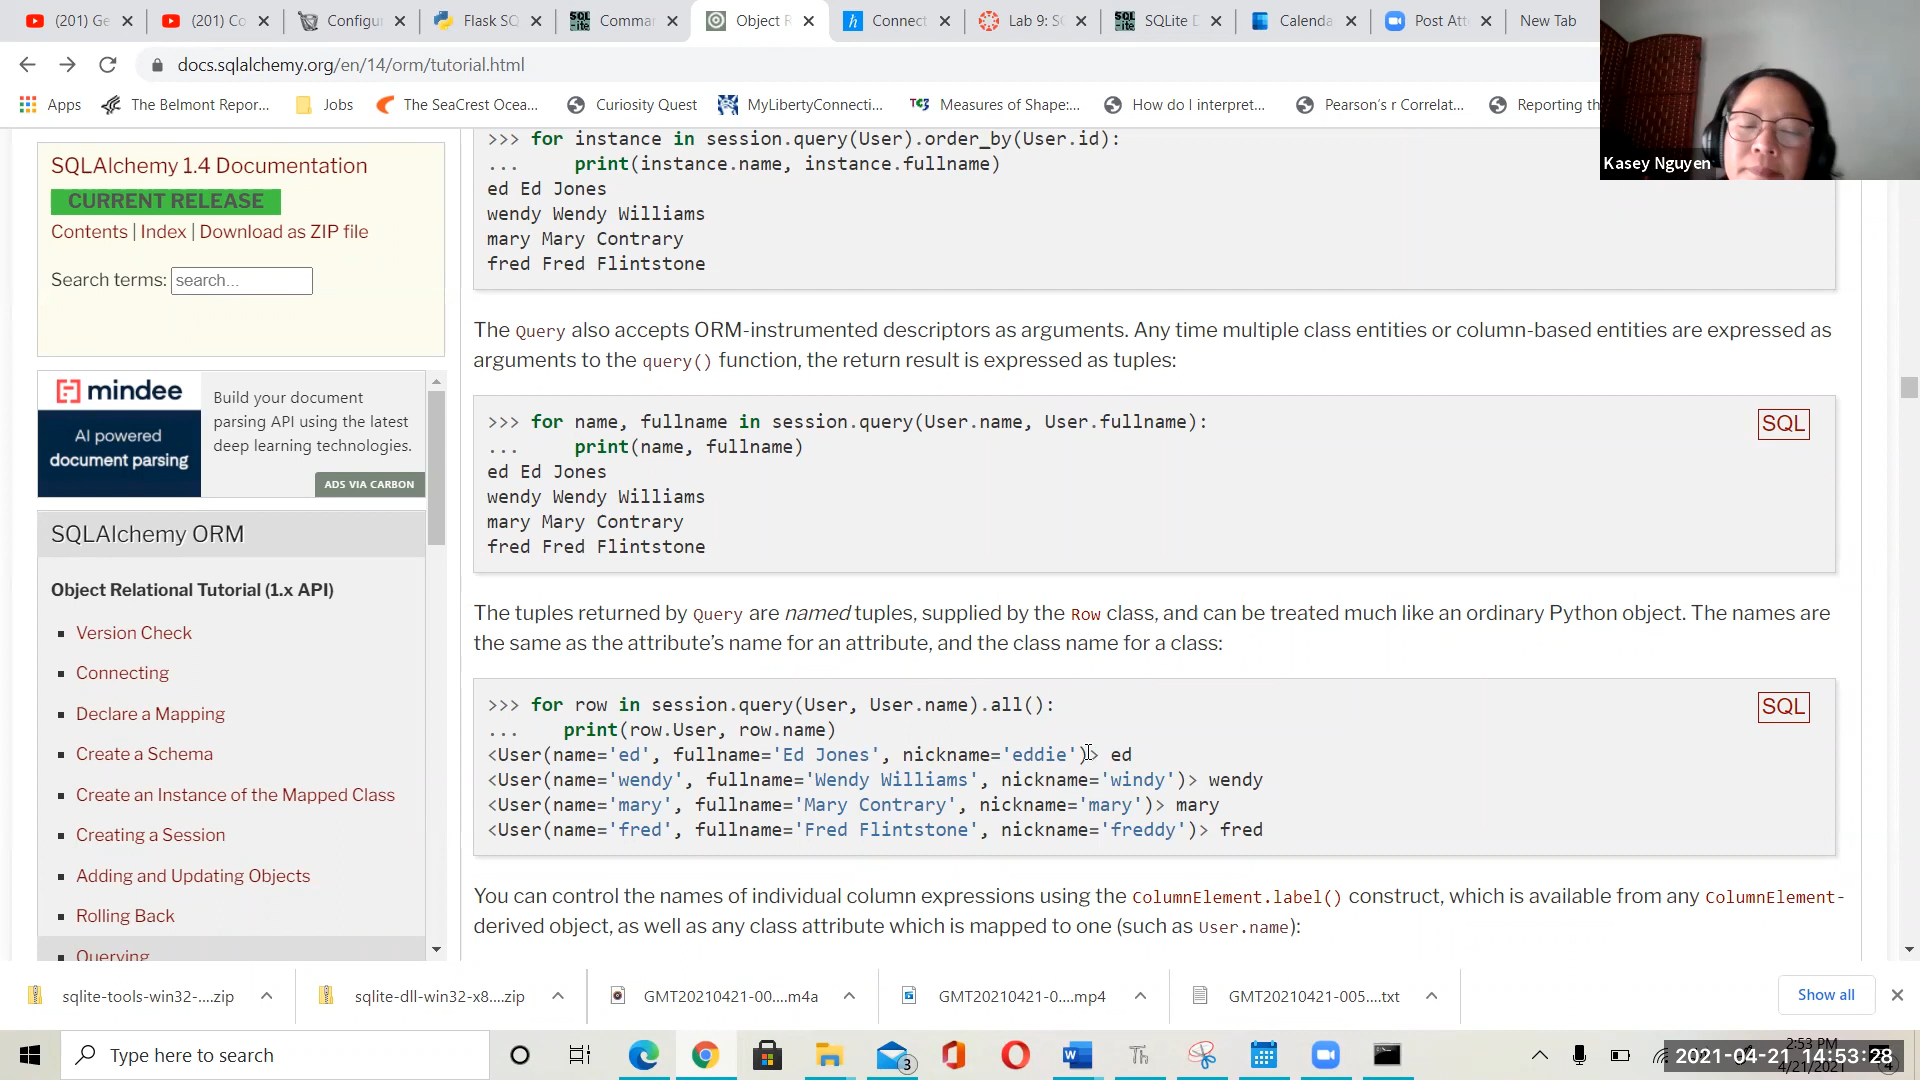 (201) Ge
(201) Co
Configu
Flask SQ
Comman
Object R
Connect
Lab 9: SQ
SQLite D
Calenda
Post Att
New Tab
docs.sqlalchemy.org/en/14/orm/tutorial.html
Apps
The Belmont Repor...
Jobs
The SeaCrest Ocea...
Curiosity Quest
MyLibertyConnecti...
Measures of Shape:...
How do I interpret...
Pearson's r Correlat...
Reporting th
Kasey Nguyen
SQLAlchemy 1.4 Documentation
CURRENT RELEASE
Contents | Index | Download as ZIP file
Search terms: search...
mindee
AI powered
document parsing
Build your document
parsing API using the latest
deep learning technologies.
ADS VIA CARBON
SQLAlchemy ORM
Object Relational Tutorial (1.x API)
Version Check
Connecting
Declare a Mapping
Create a Schema
Create an Instance of the Mapped Class
Creating a Session
Adding and Updating Objects
Rolling Back
Querying
>>> for instance in session.query(User).order_by(User.id):
...     print(instance.name, instance.fullname)
ed Ed Jones
wendy Wendy Williams
mary Mary Contrary
fred Fred Flintstone
The Query also accepts ORM-instrumented descriptors as arguments. Any time multiple class entities or column-based entities are expressed as
arguments to the query() function, the return result is expressed as tuples:
>>> for name, fullname in session.query(User.name, User.fullname):
...     print(name, fullname)
SQL
ed Ed Jones
wendy Wendy Williams
mary Mary Contrary
fred Fred Flintstone
The tuples returned by Query are named tuples, supplied by the Row class, and can be treated much like an ordinary Python object. The names are
the same as the attribute's name for an attribute, and the class name for a class:
>>> for row in session.query(User, User.name).all():
...    print(row.User, row.name)
SQL
<User(name='ed', fullname='Ed Jones', nickname='eddie')> ed
<User(name='wendy', fullname='Wendy Williams', nickname='windy')> wendy
<User(name='mary', fullname='Mary Contrary', nickname='mary')> mary
<User(name='fred', fullname='Fred Flintstone', nickname='freddy')> fred
You can control the names of individual column expressions using the ColumnElement.label() construct, which is available from any ColumnElement-
derived object, as well as any class attribute which is mapped to one (such as User.name):
sqlite-tools-win32-....zip
sqlite-dll-win32-x8....zip
GMT20210421-00....m4a
GMT20210421-0....mp4
GMT20210421-005....txt
Show all
Type here to search
3
2:53 PM
2021-04-21 14:53:28
4/21/2021
4